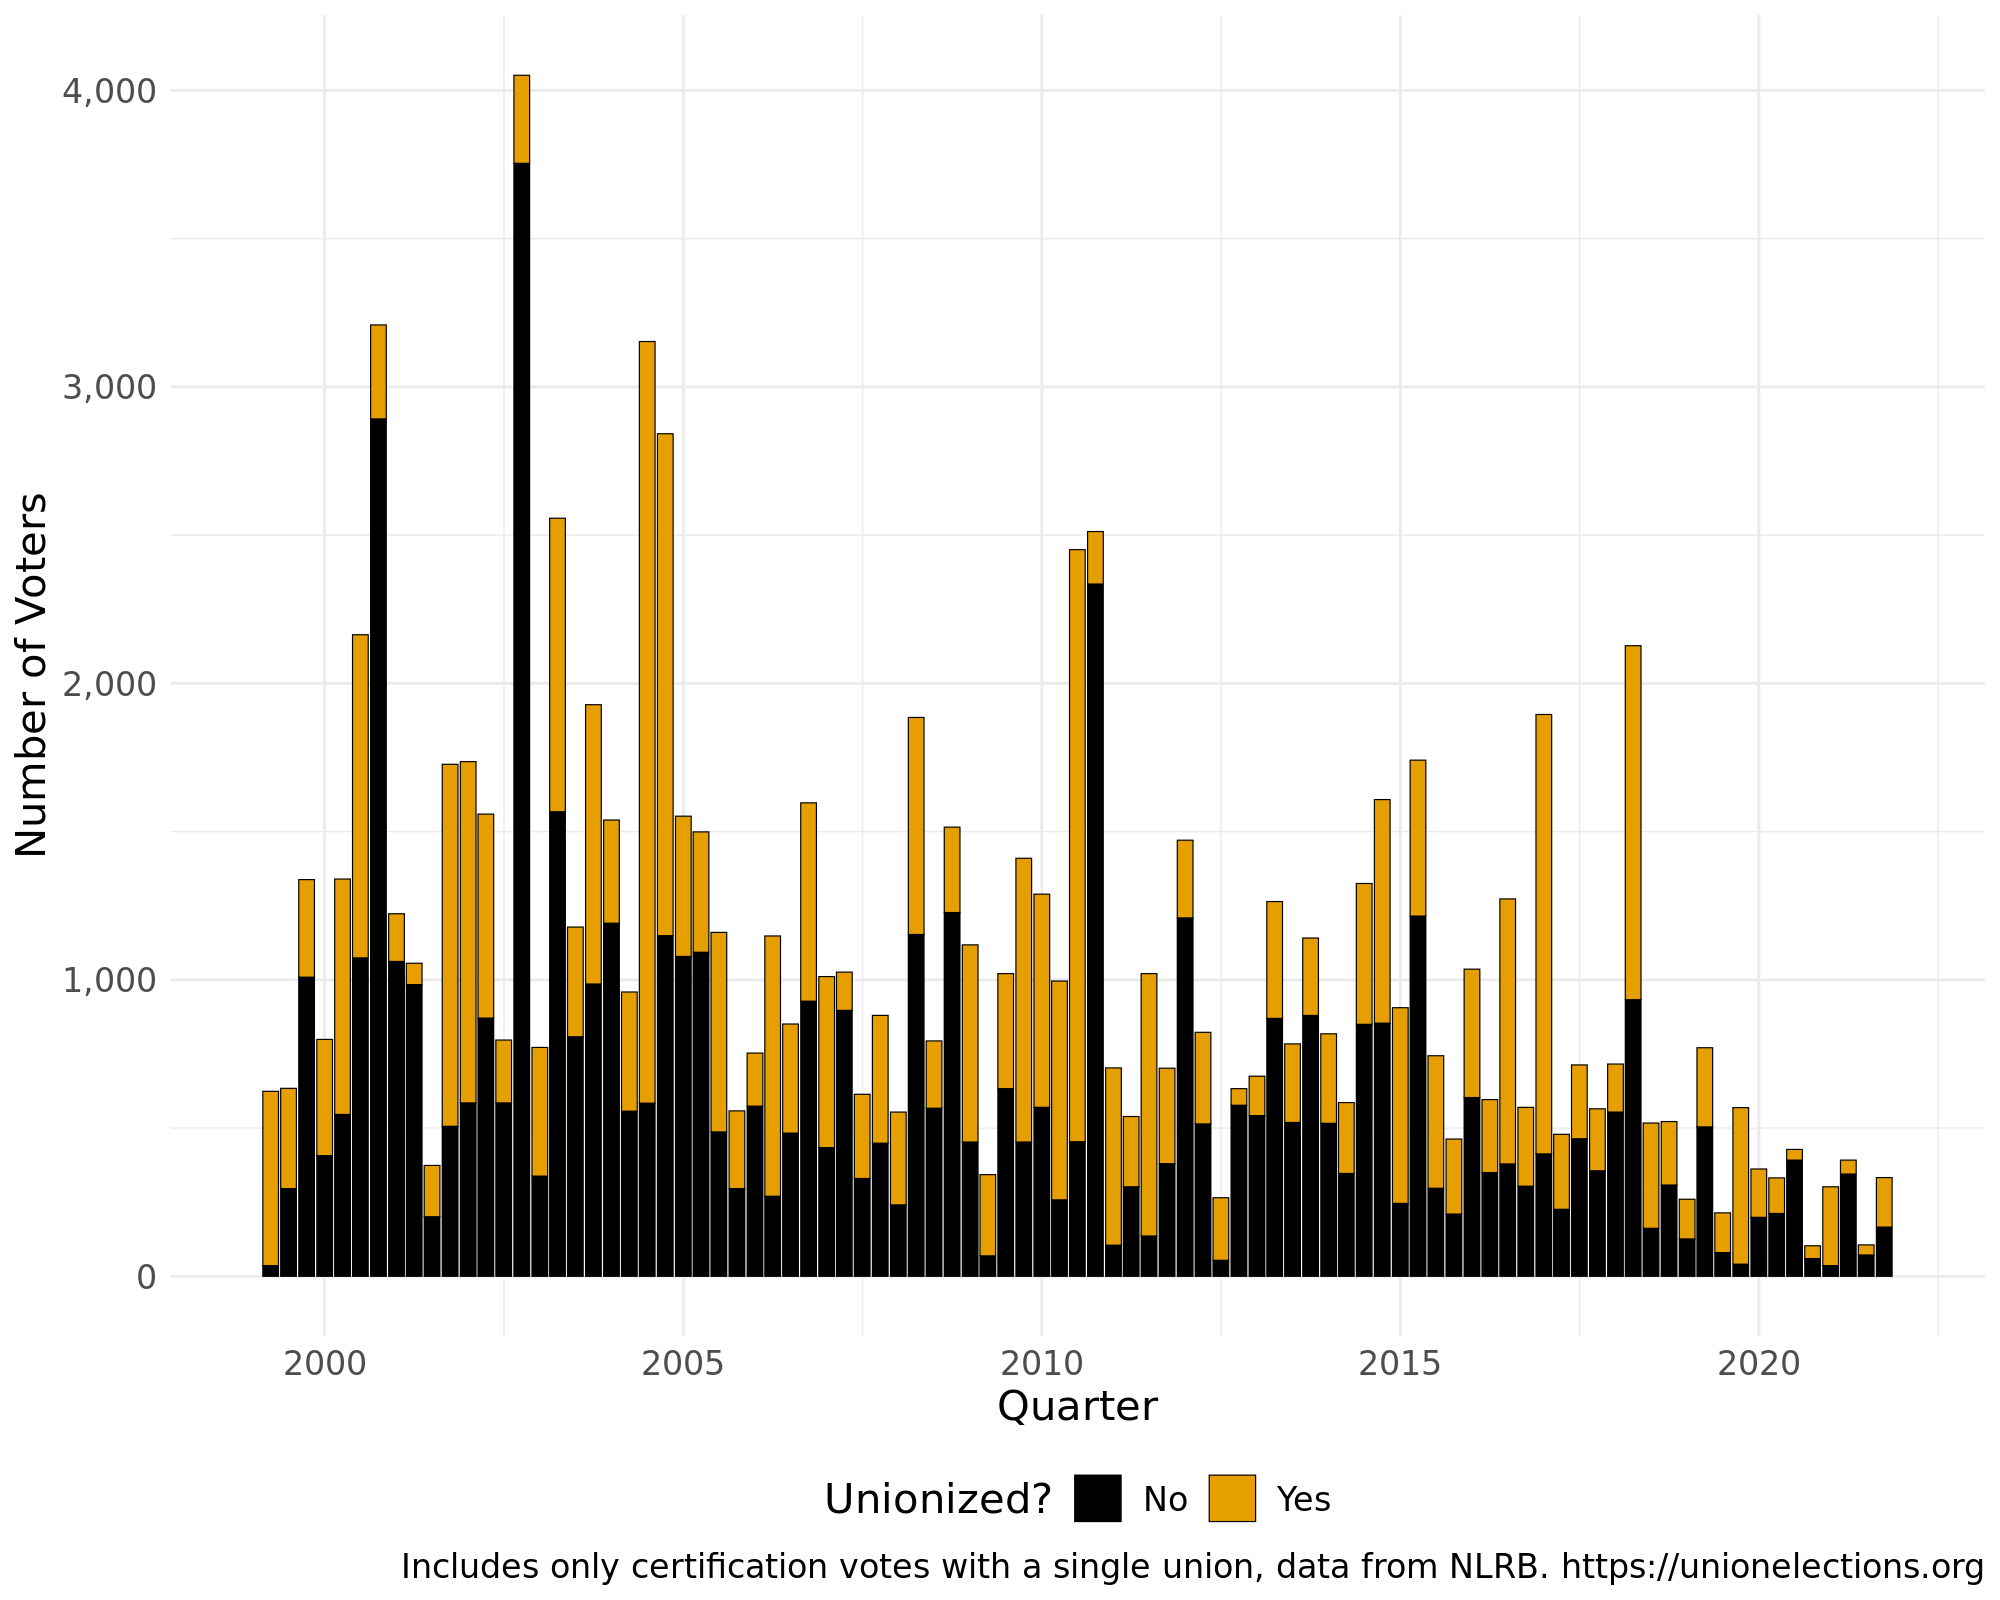 4,000
3,000
2,000
1,000
0
Number of Voters
2000 2005 2010 2015 2020
Quarter
Unionized? No Yes
Includes only certification votes with a single union, data from NLRB. https://unionelections.org